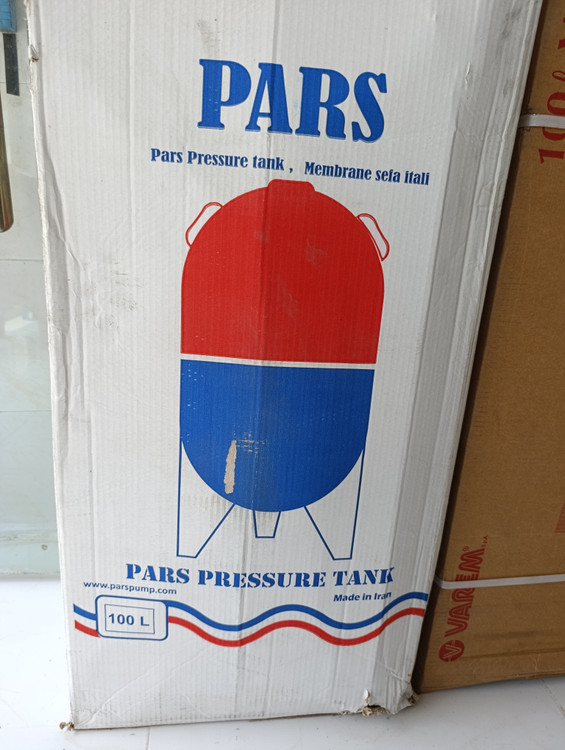 PARS
Pars Pressure tank , Membrane sefa itali
PARS PRESSURE TANK
www.parspump.com
Made in Iran
100 L
VAREM